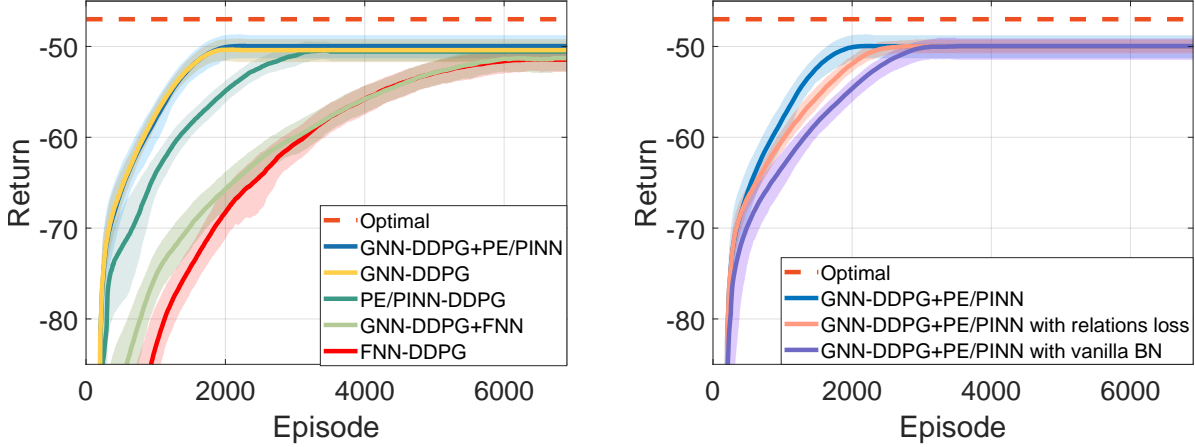 Return
-50
-60
-70
-80
Optimal
GNN-DDPG+PE/PINN
GNN-DDPG
PE/PINN-DDPG
GNN-DDPG+FNN
FNN-DDPG
0 2000 4000 6000
Episode
Return
-50
-60
-70
-80
Optimal
GNN-DDPG+PE/PINN
GNN-DDPG+PE/PINN with relations loss
GNN-DDPG+PE/PINN with vanilla BN
0 2000 4000 6000
Episode